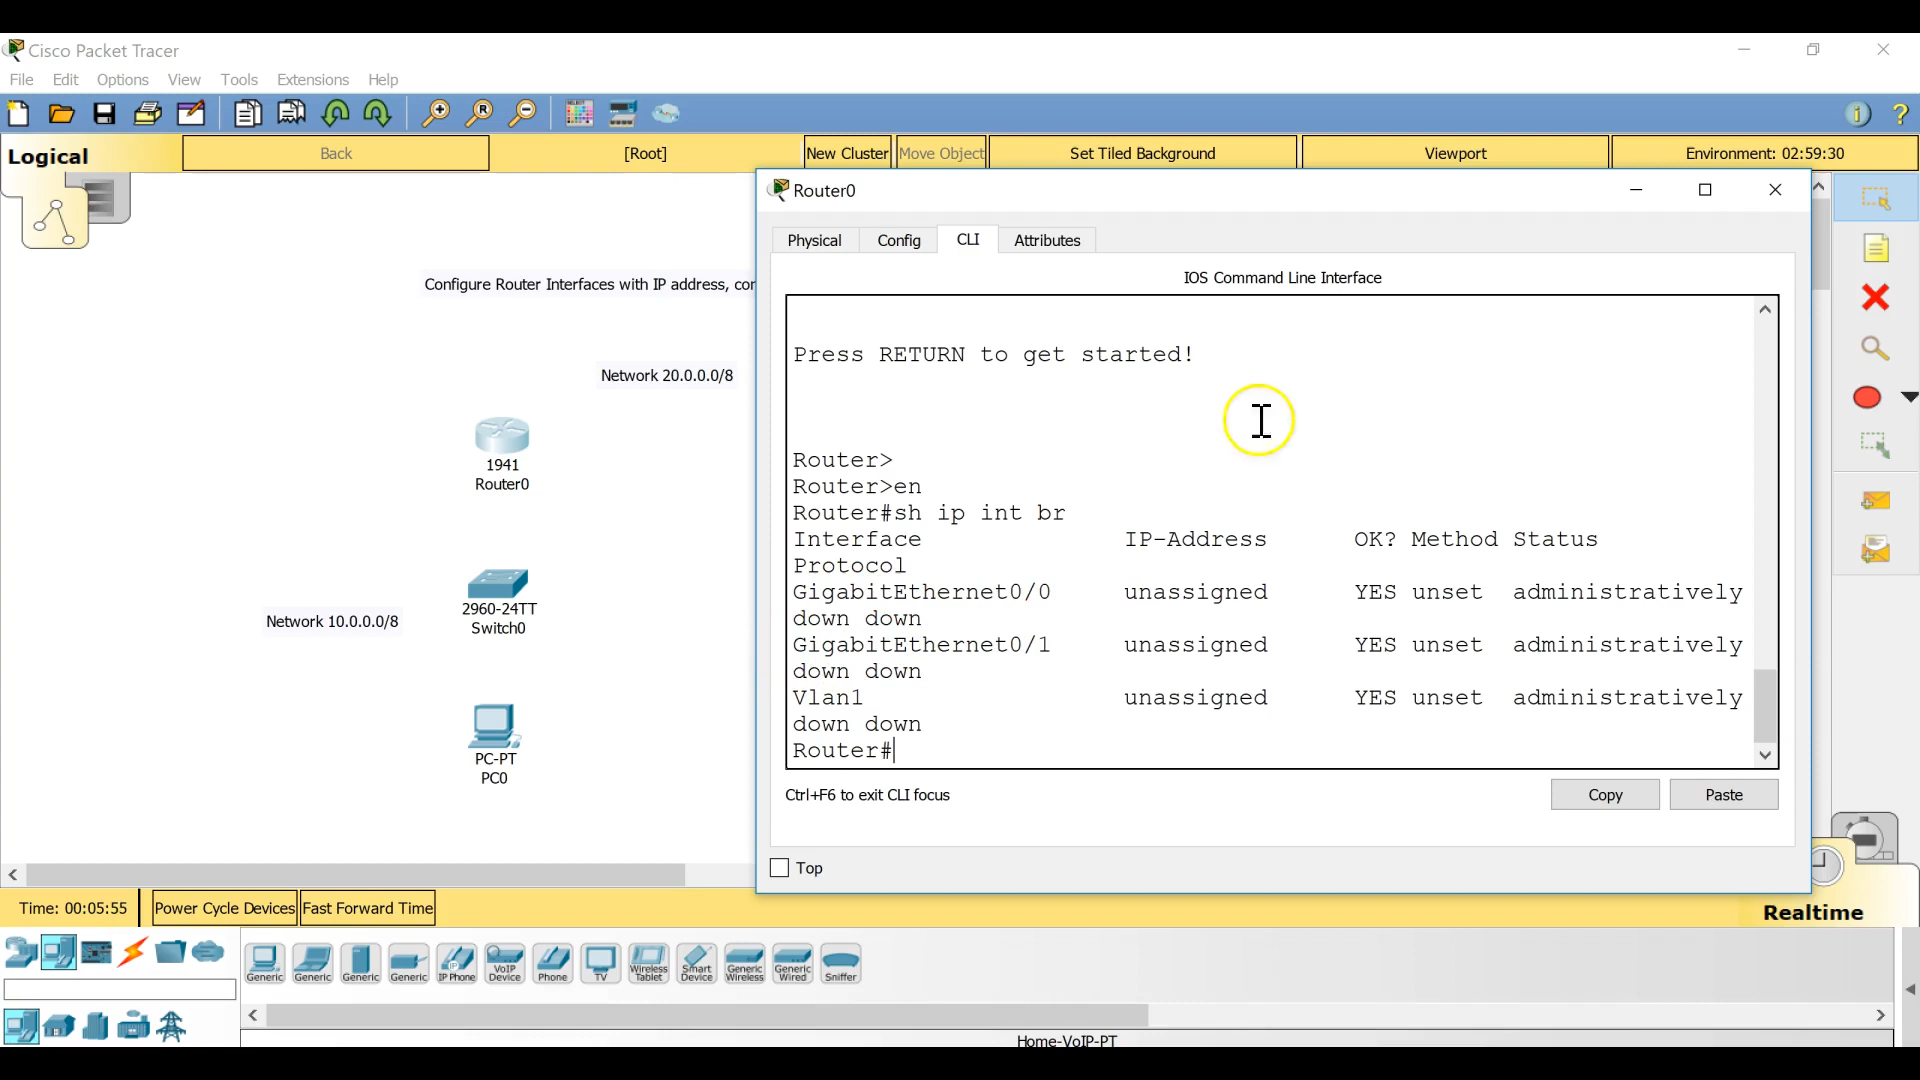 Cisco Packet Tracer
File Edit Options View Tools Extensions Help
Logical
Back
[Root]
New Cluster
Move Object
Set Tiled Background
Viewport
Environment: 02:59:30
Router0
Physical
Config
CLI
Attributes
IOS Command Line Interface
Configure Router Interfaces with IP address, con
Network 20.0.0.0/8
1941
Router0
2960-24TT
Switch0
Network 10.0.0.0/8
PC-PT
PC0
Press RETURN to get started!
Router>
Router>en
Router#sh ip int br
Interface IP-Address OK? Method Status
Protocol
GigabitEthernet0/0 unassigned YES unset administratively
down down
GigabitEthernet0/1 unassigned YES unset administratively
down down
Vlan1 unassigned YES unset administratively
down down
Router#
Ctrl+F6 to exit CLI focus
Copy
Paste
Top
Time: 00:05:55
Power Cycle Devices
Fast Forward Time
Realtime
Generic
Generic
Generic
Generic
IP Phone
VoIP
Device
Phone
TV
Wireless
Tablet
Smart
Device
Generic
Wireless
Generic
Wired
Sniffer
Home-VoIP-PT